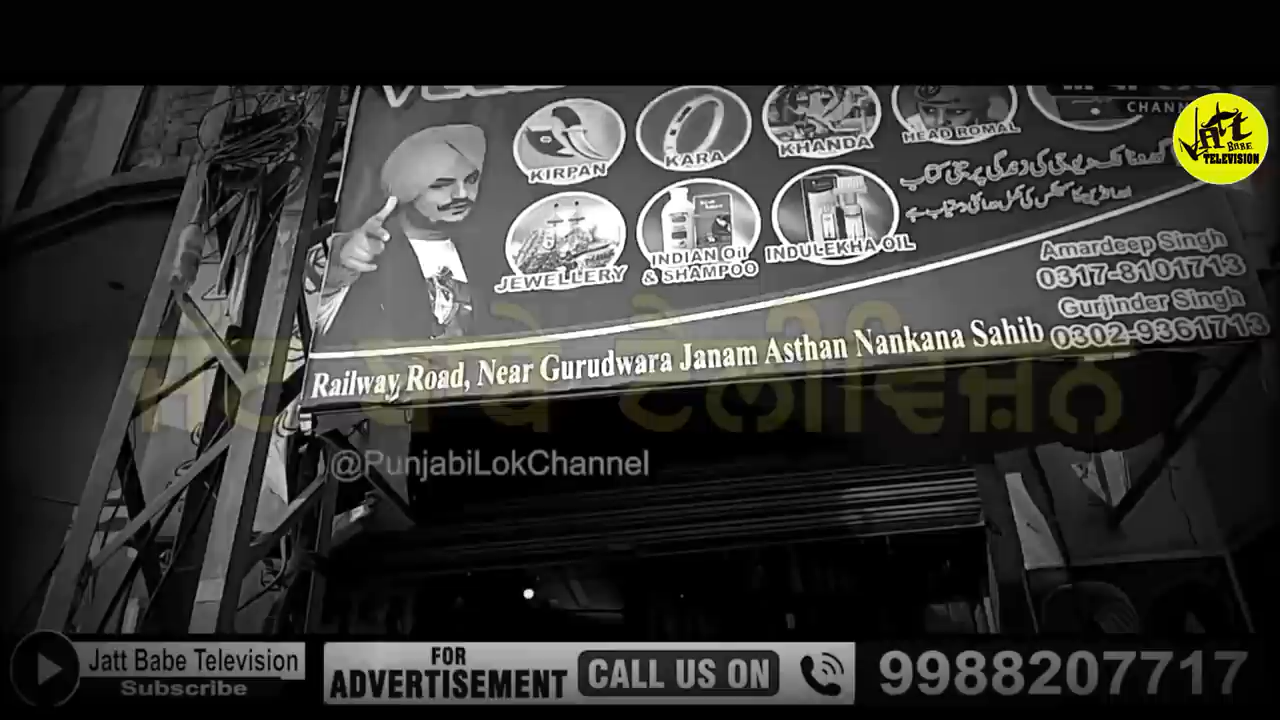 KIRPAN
KARA
KHANDA
HEAD ROMAL
CHANN
JEWELLERY
INDIAN Oil
& SHAMPOO
INDULEKHA OIL
Amardeep Singh
0317-8101713
Gurjinder Singh
0302-9361713
Railway Road, Near Gurudwara Janam Asthan Nankana Sahib
ਜੱਟ ਬਾਬੇ ਟੈਲੀਵਿਜ਼ਨ
@PunjabiLokChannel
JATT
BABE
TELEVISION
Jatt Babe Television
Subscribe
FOR
ADVERTISEMENT
CALL US ON
9988207717